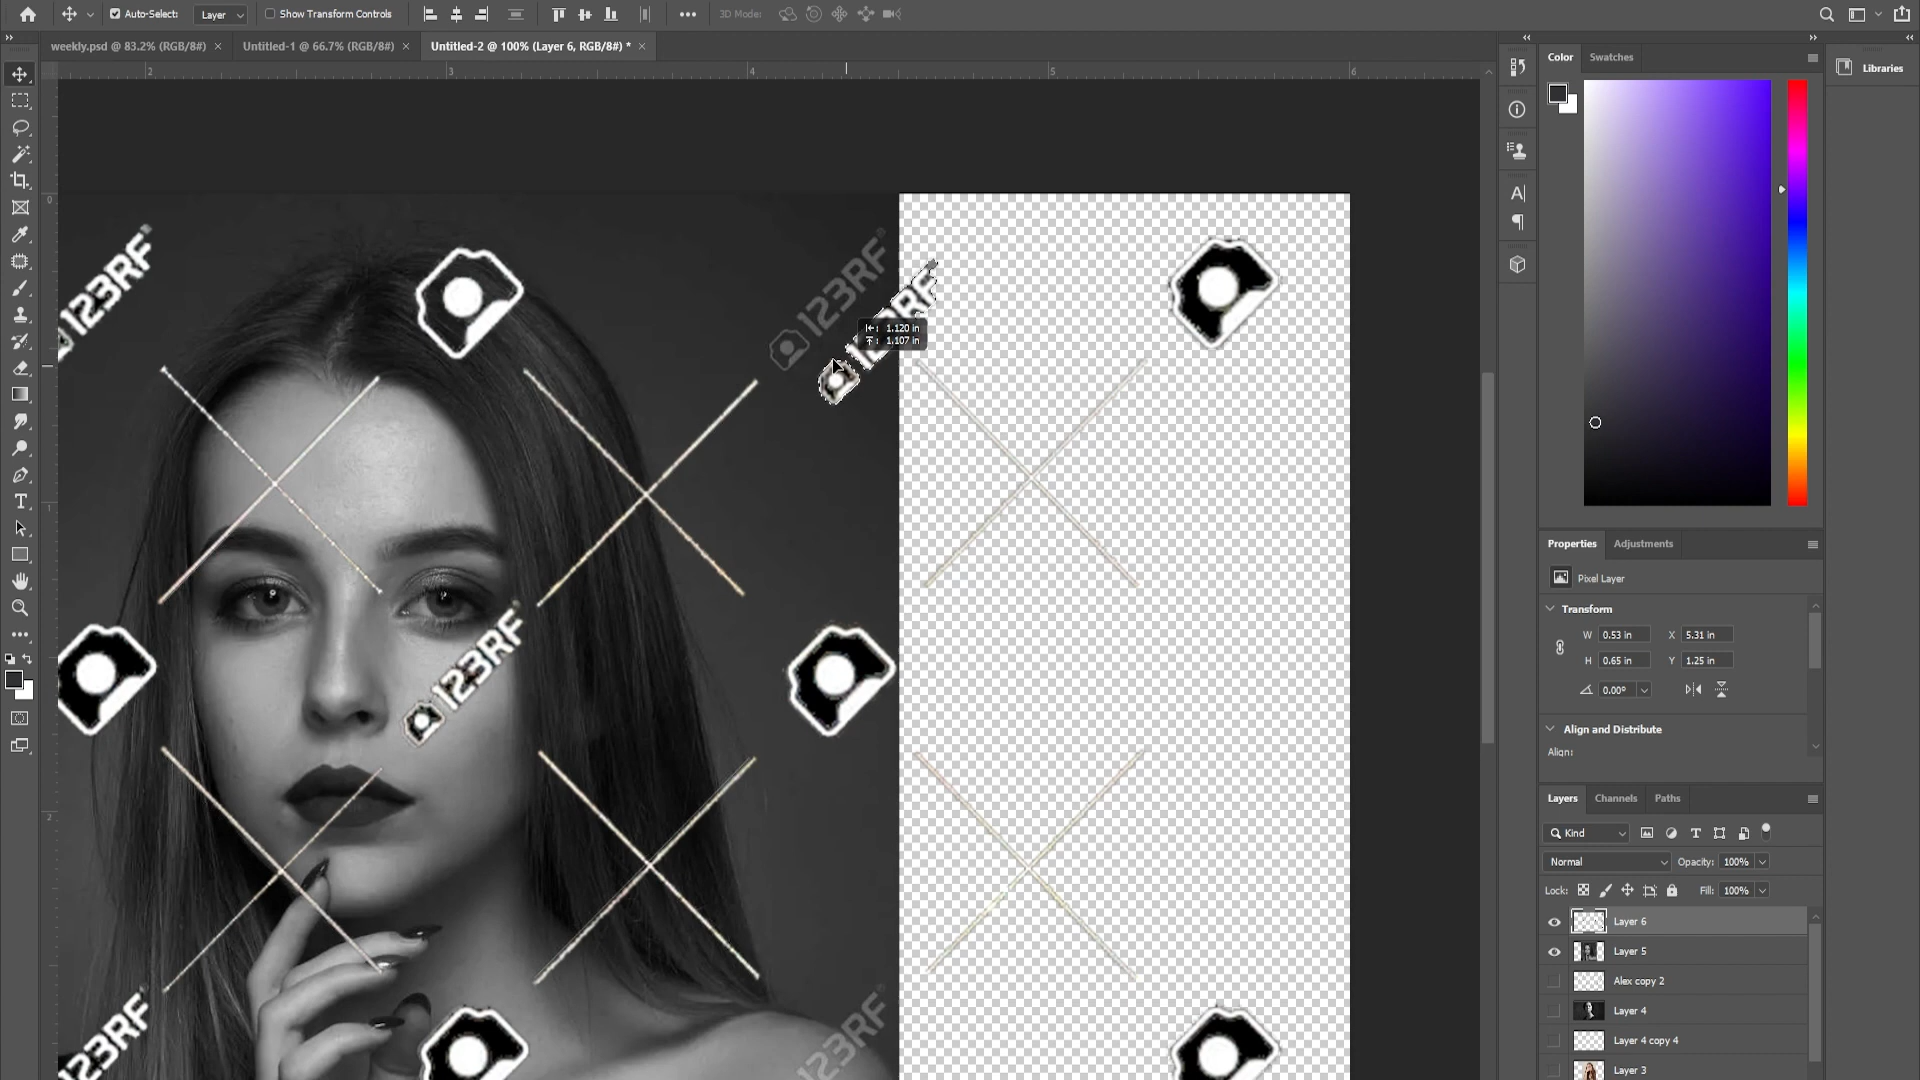 Auto-Select:
Layer
Show Transform Controls
3D Mode:
weekly.psd @ 83.2% (RGB/8#)
Untitled-1 @ 66.7% (RGB/8#)
Untitled-2 @ 100% (Layer 6, RGB/8#) *
2
3
4
5
6
0
1
2
123RF
123RF
123RF
1.120 in
1.107 in
123RF
123RF
123RF
Color
Swatches
Libraries
Properties
Adjustments
Pixel Layer
Transform
W 0.53 in X 5.31 in
H 0.65 in Y 1.25 in
0.00°
Align and Distribute
Align:
Layers
Channels
Paths
Kind
Normal
Opacity: 100%
Lock:
Fill: 100%
Layer 6
Layer 5
Alex copy 2
Layer 4
Layer 4 copy 4
Layer 3